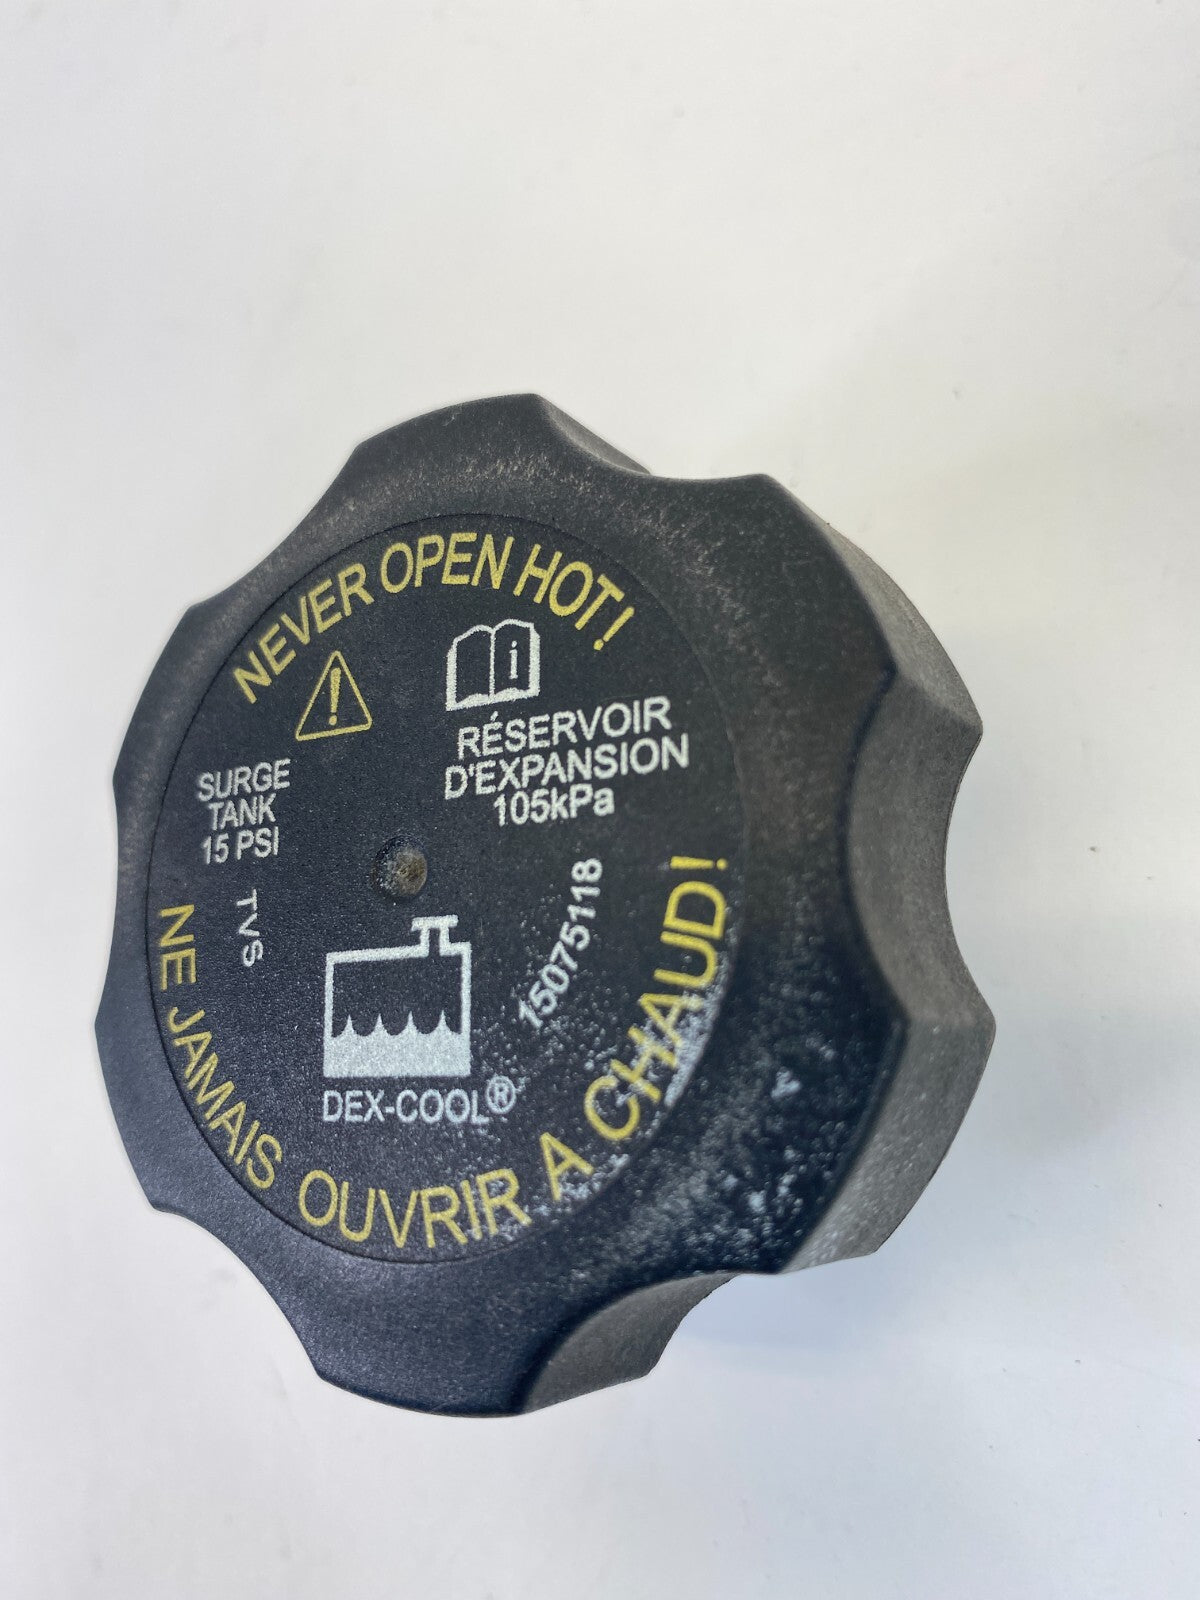 NEVER OPEN HOT!
!
i
RÉSERVOIR
D'EXPANSION
105kPa
SURGE
TANK
15 PSI
TVS
15075118
DEX-COOL®
NE JAMAIS OUVRIR A CHAUD!